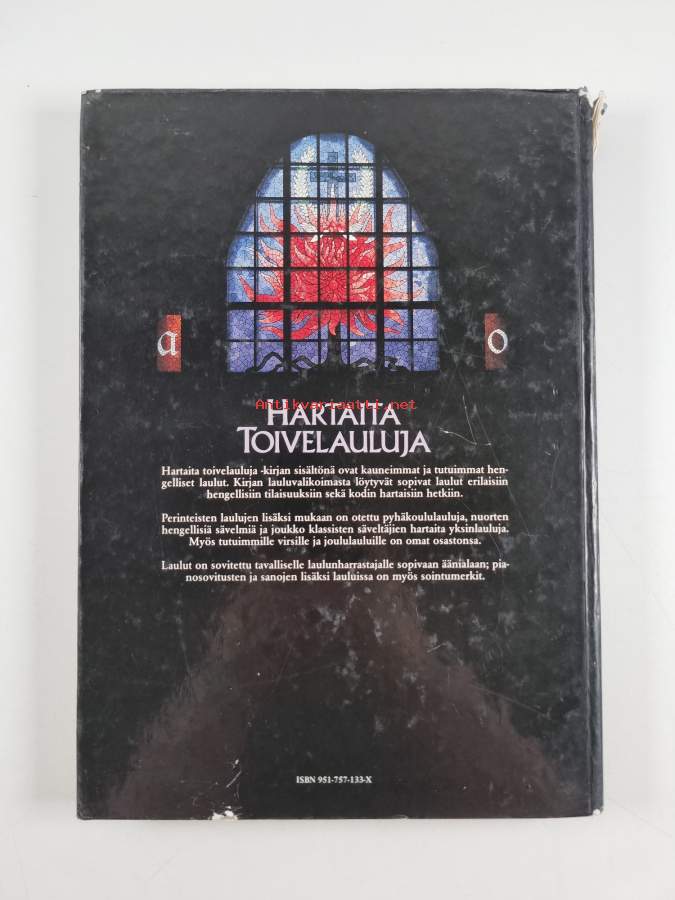 a
o
HARTAITA
Antikvariaatti.net
TOIVELAULUJA
Hartaita toivelauluja -kirjan sisältönä ovat kauneimmat ja tutuimmat hen-
gelliset laulut. Kirjan lauluvalikoimasta löytyvät sopivat laulut erilaisiin
hengellisiin tilaisuuksiin sekä kodin hartaisiin hetkiin.
Perinteisten laulujen lisäksi mukaan on otettu pyhäkoululauluja, nuorten
hengellisiä sävelmiä ja joukko klassisten säveltäjien hartaita yksinlauluja.
Myös tutuimmille virsille ja joululauluille on omat osastonsa.
Laulut on sovitettu tavalliselle laulunharrastajalle sopivaan äänialaan; pia-
nosovitusten ja sanojen lisäksi lauluissa on myös sointumerkit.
ISBN 951-757-133-X